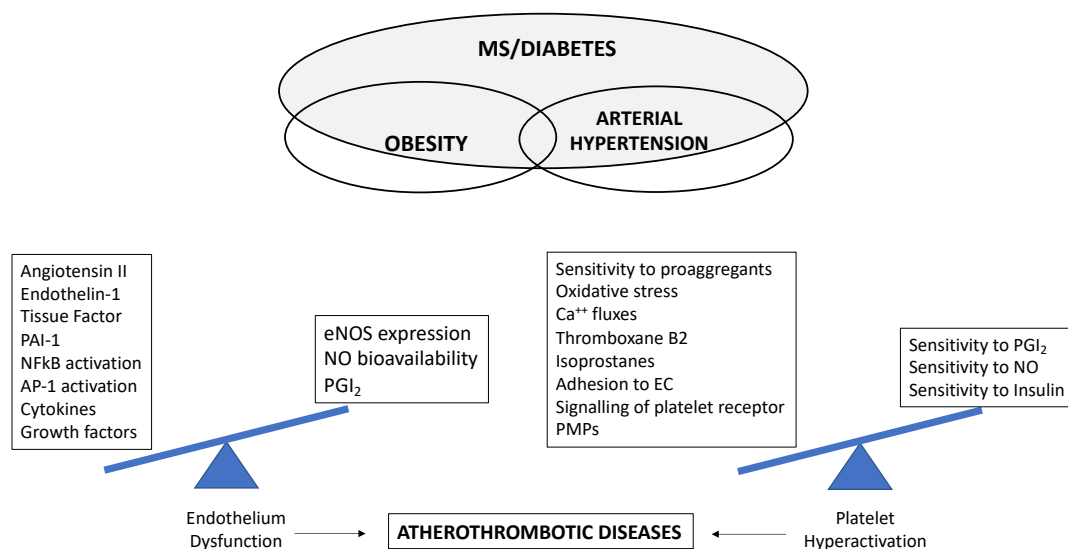 MS/DIABETES
OBESITY
ARTERIAL
HYPERTENSION
Angiotensin II
Endothelin-1
Tissue Factor
PAI-1
NFkB activation
AP-1 activation
Cytokines
Growth factors
eNOS expression
NO bioavailability
PGI₂
Sensitivity to proaggregants
Oxidative stress
Ca⁺⁺ fluxes
Thromboxane B2
Isoprostanes
Adhesion to EC
Signalling of platelet receptor
PMPs
Sensitivity to PGI₂
Sensitivity to NO
Sensitivity to Insulin
Endothelium
Dysfunction
ATHEROTHROMBOTIC DISEASES
Platelet
Hyperactivation